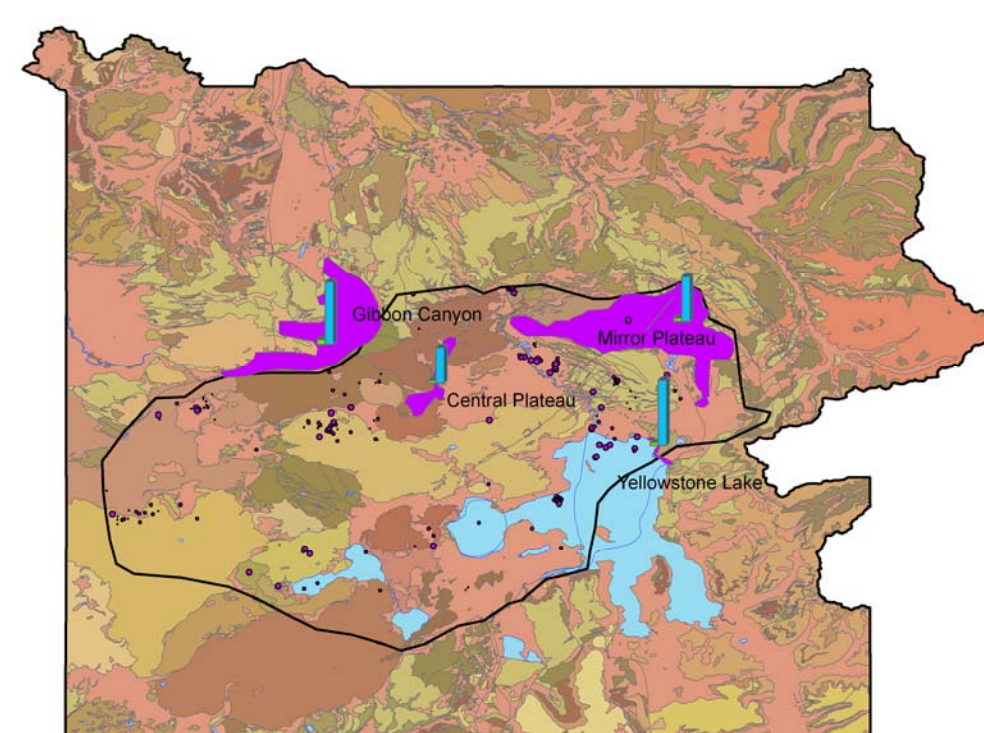 Gibbon Canyon
Mirror Plateau
Central Plateau
Yellowstone Lake